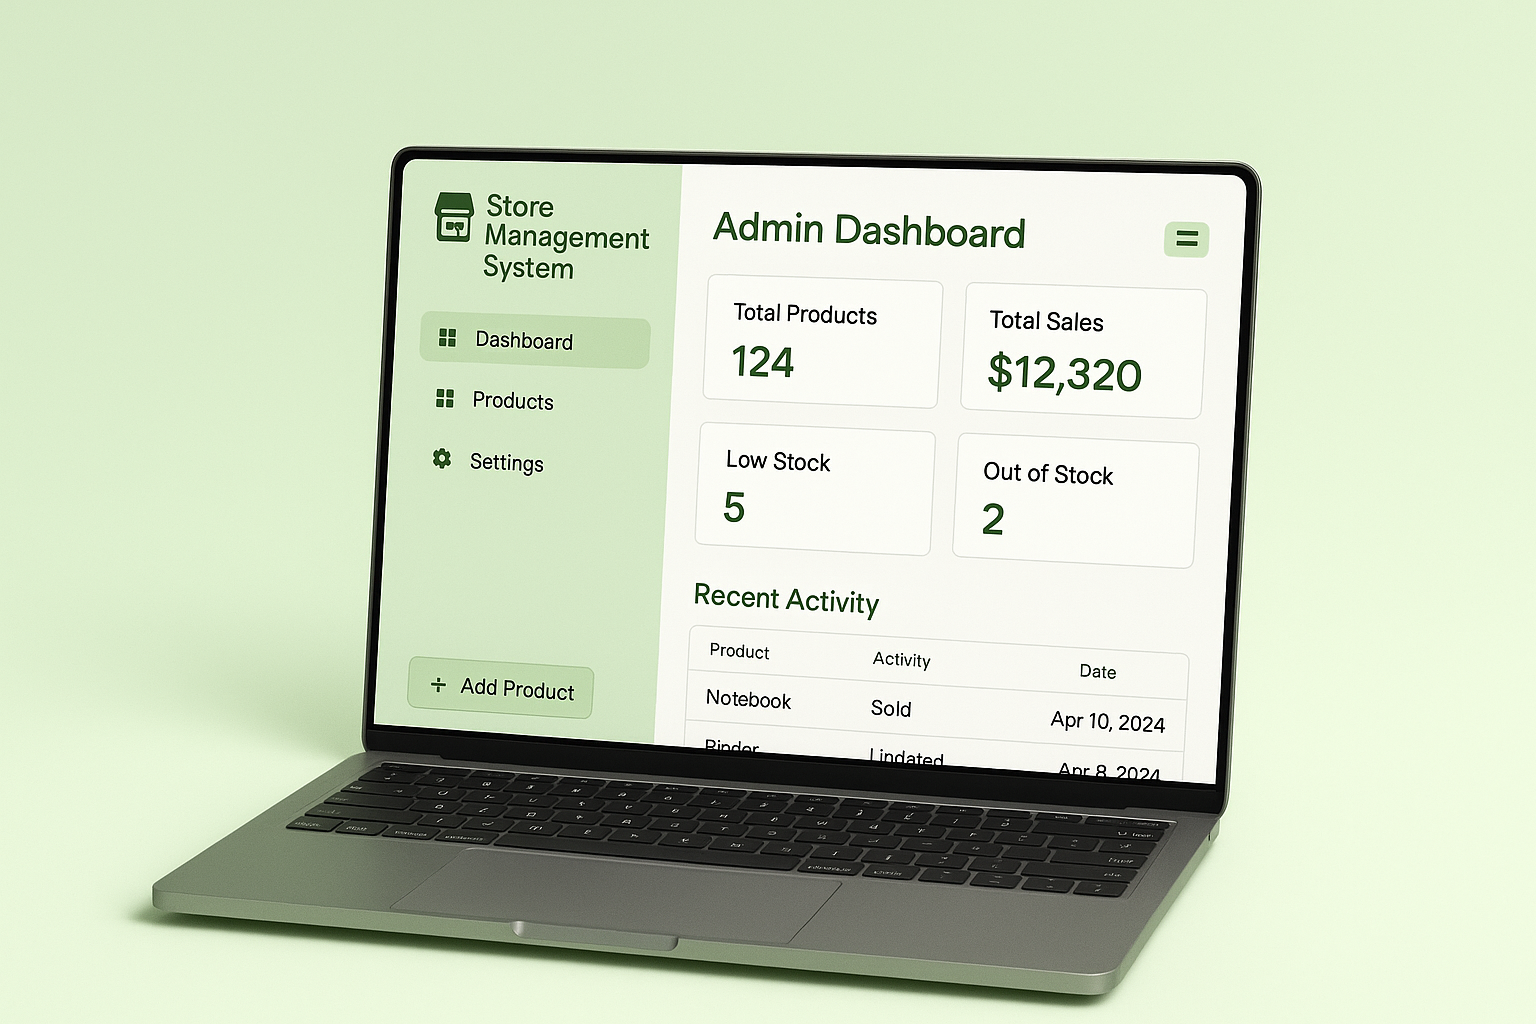 Store
Management
System
Dashboard
Products
Settings
+ Add Product
Admin Dashboard
Total Products
124
Total Sales
$12,320
Low Stock
5
Out of Stock
2
Recent Activity
Product Activity Date
Notebook Sold Apr 10, 2024
Binder Apr 8, 2024